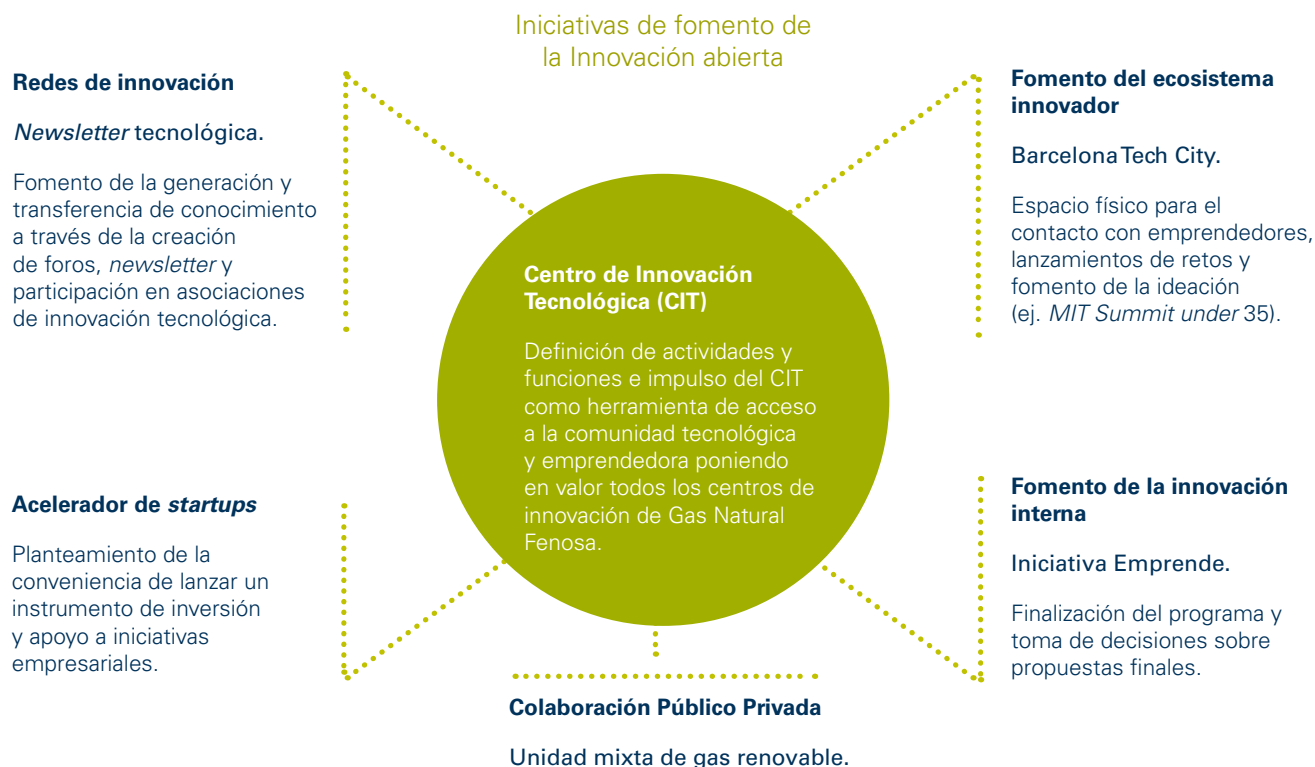 Iniciativas de fomento de
la Innovación abierta
Redes de innovación
Newsletter tecnológica.
Fomento de la generación y
transferencia de conocimiento
a través de la creación
de foros, newsletter y
participación en asociaciones
de innovación tecnológica.
Fomento del ecosistema
innovador
Barcelona Tech City.
Espacio físico para el
contacto con emprendedores,
lanzamientos de retos y
fomento de la ideación
(ej. MIT Summit under 35).
Centro de Innovación
Tecnológica (CIT)
Definición de actividades y
funciones e impulso del CIT
como herramienta de acceso
a la comunidad tecnológica
y emprendedora poniendo
en valor todos los centros de
innovación de Gas Natural
Fenosa.
Acelerador de startups
Planteamiento de la
conveniencia de lanzar un
instrumento de inversión
y apoyo a iniciativas
empresariales.
Fomento de la innovación
interna
Iniciativa Emprende.
Finalización del programa y
toma de decisiones sobre
propuestas finales.
Colaboración Público Privada
Unidad mixta de gas renovable.